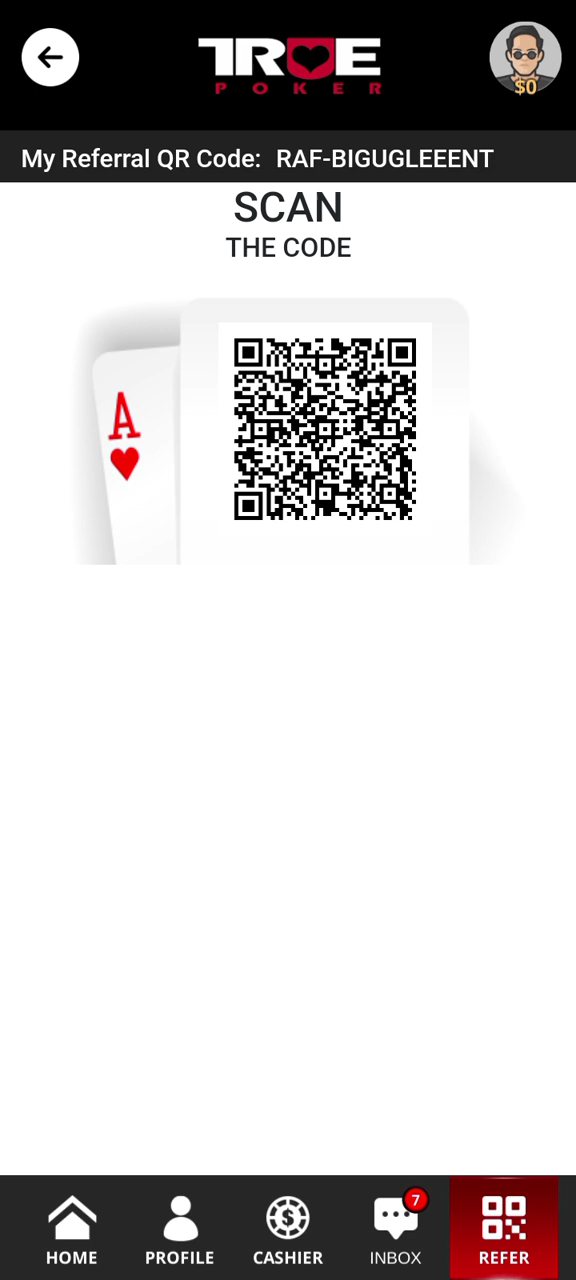 TRUE
POKER
$0
My Referral QR Code: RAF-BIGUGLEEENT
SCAN
THE CODE
A
HOME
PROFILE
CASHIER
7
INBOX
REFER